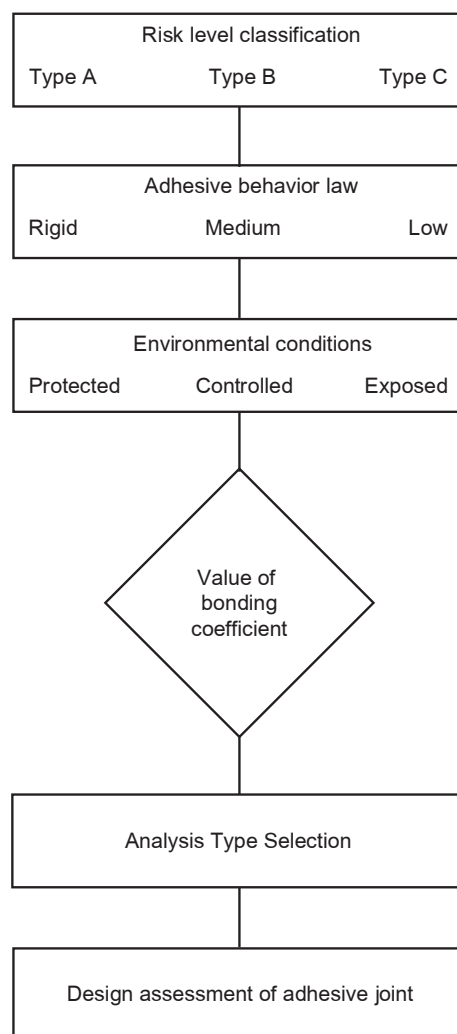 Risk level classification
Type A Type B Type C
Adhesive behavior law
Rigid Medium Low
Environmental conditions
Protected Controlled Exposed
Value of
bonding
coefficient
Analysis Type Selection
Design assessment of adhesive joint